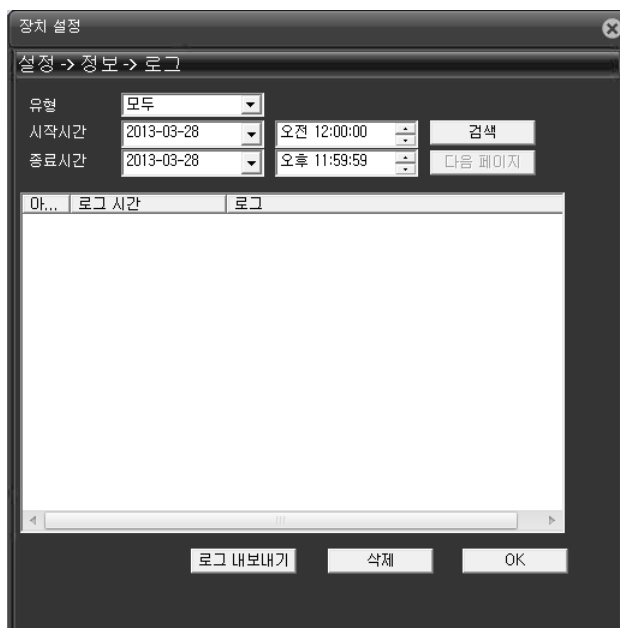 장치 설정
설정 -> 정보 -> 로그
유형 모두
시작시간 2013-03-28 오전 12:00:00 검색
종료시간 2013-03-28 오후 11:59:59 다음 페이지
아... 로그 시간 로그
로그 내보내기 삭제 OK